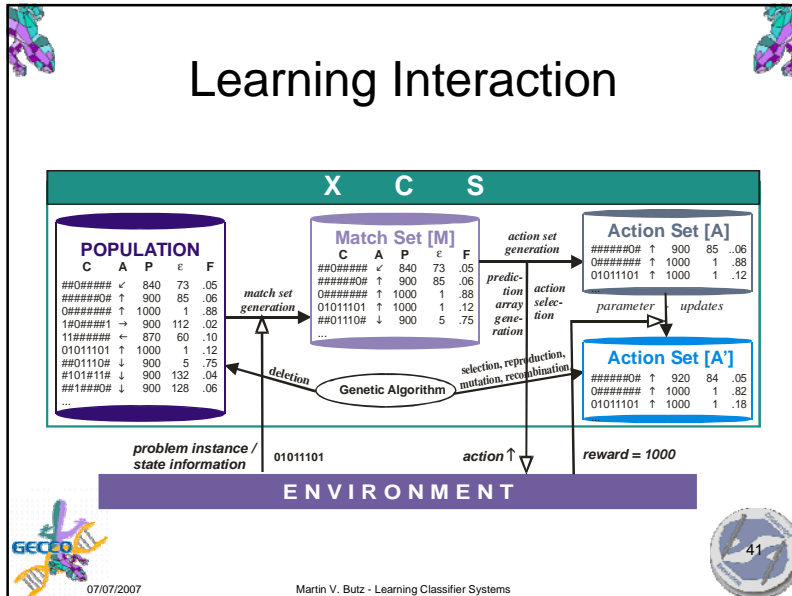 Learning Interaction
X C S
POPULATION
C A P ε F
##0##### ↙ 840 73 .05
######0# ↑ 900 85 .06
0####### ↑ 1000 1 .88
1#0####1 → 900 112 .02
11###### ← 870 60 .10
01011101 ↑ 1000 1 .12
##01110# ↓ 900 5 .75
#101#11# ↓ 900 132 .04
##1###0# ↓ 900 128 .06
...
match set
generation
Match Set [M]
C A P ε F
##0##### ↙ 840 73 .05
######0# ↑ 900 85 .06
0####### ↑ 1000 1 .88
01011101 ↑ 1000 1 .12
##01110# ↓ 900 5 .75
...
action set
generation
predic-
tion
array
gene-
ration
action
selec-
tion
Action Set [A]
######0# ↑ 900 85 ..06
0####### ↑ 1000 1 .88
01011101 ↑ 1000 1 .12
...
parameter updates
Action Set [A']
######0# ↑ 920 84 .05
0####### ↑ 1000 1 .82
01011101 ↑ 1000 1 .18
...
deletion
Genetic Algorithm
selection, reproduction,
mutation, recombination
problem instance /
state information
01011101
action ↑
reward = 1000
ENVIRONMENT
GECCO
07/07/2007
Martin V. Butz - Learning Classifier Systems
41